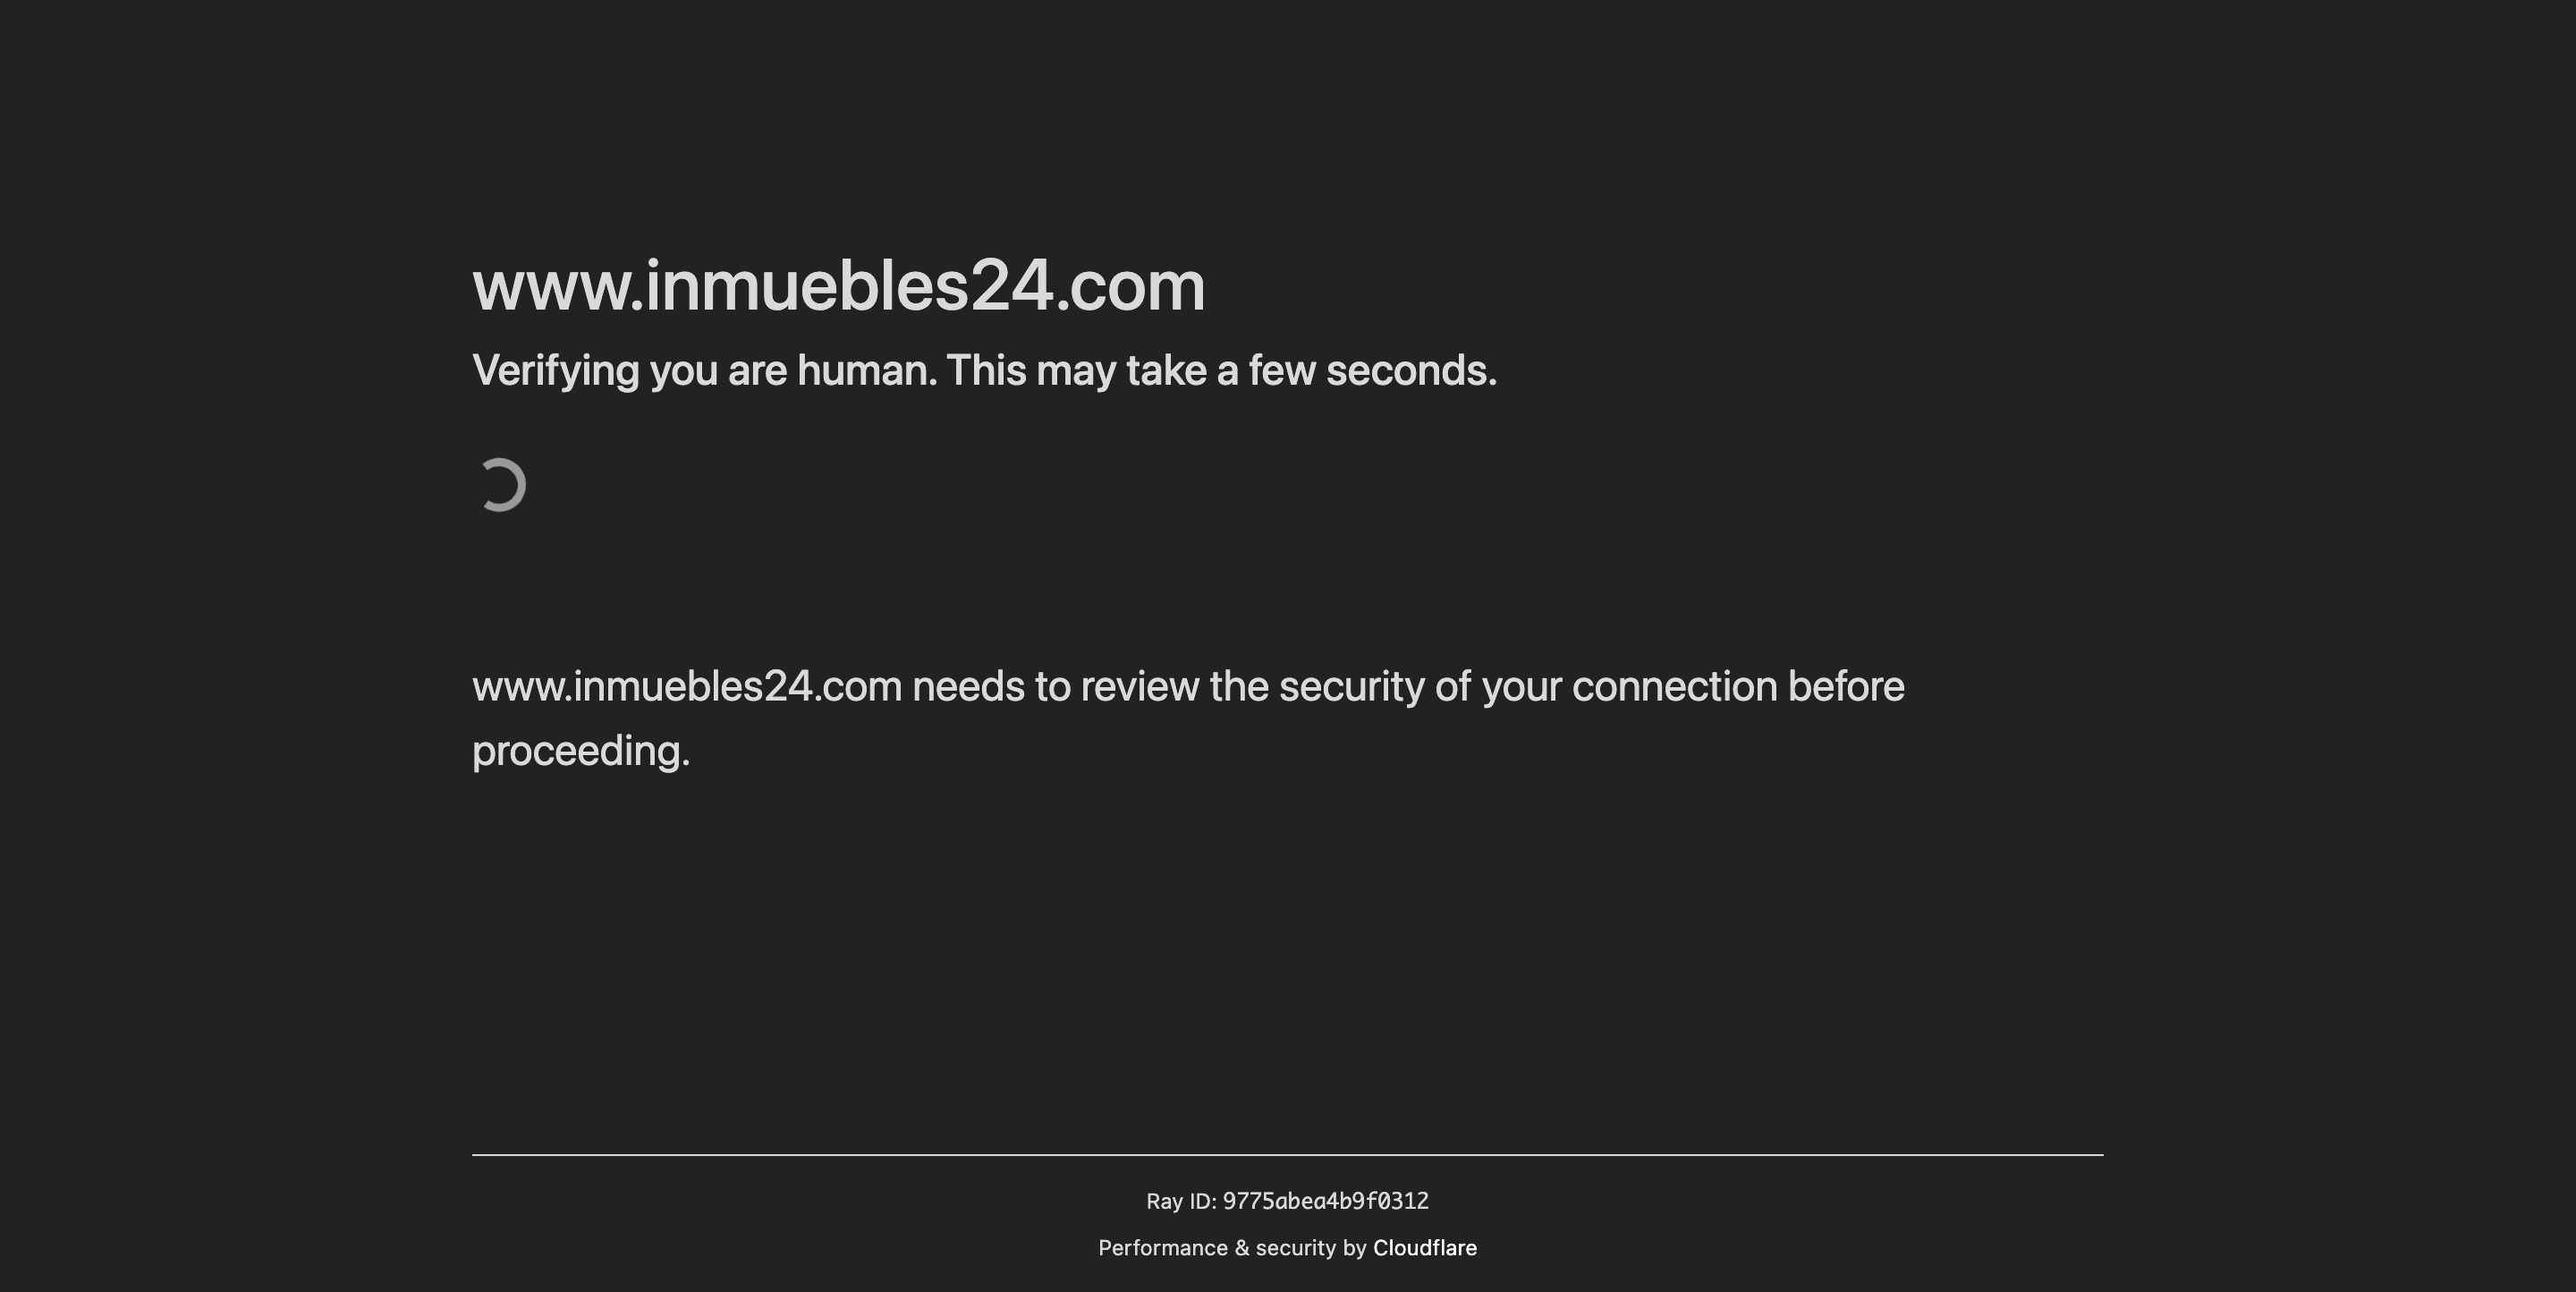 www.inmuebles24.com
Verifying you are human. This may take a few seconds.
www.inmuebles24.com needs to review the security of your connection before
proceeding.
Ray ID: 9775abea4b9f0312
Performance & security by Cloudflare